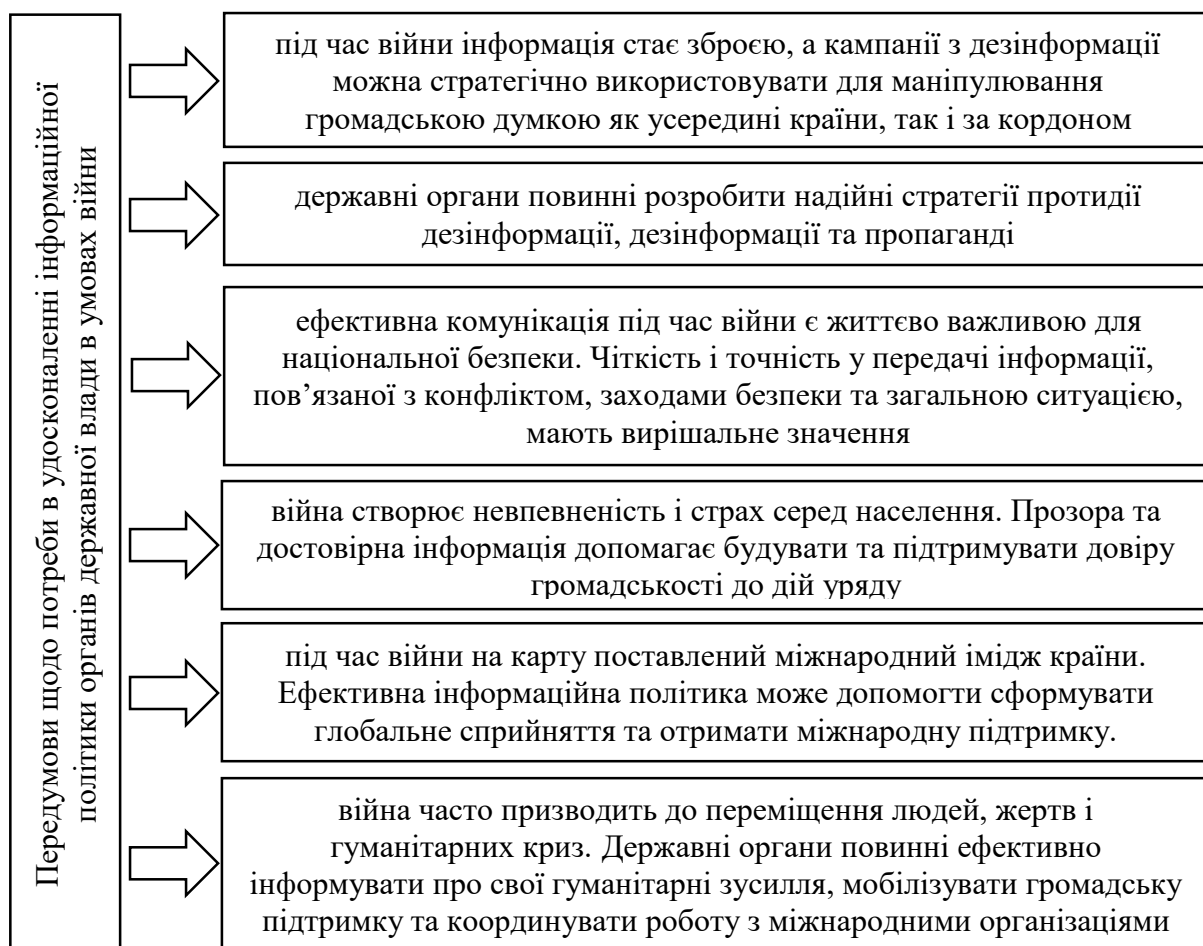 Передумови щодо потреби в удосконаленні інформаційної
політики органів державної влади в умовах війни
під час війни інформація стає зброєю, а кампанії з дезінформації
можна стратегічно використовувати для маніпулювання
громадською думкою як усередині країни, так і за кордоном
державні органи повинні розробити надійні стратегії протидії
дезінформації, дезінформації та пропаганді
ефективна комунікація під час війни є життєво важливою для
національної безпеки. Чіткість і точність у передачі інформації,
пов’язаної з конфліктом, заходами безпеки та загальною ситуацією,
мають вирішальне значення
війна створює невпевненість і страх серед населення. Прозора та
достовірна інформація допомагає будувати та підтримувати довіру
громадськості до дій уряду
під час війни на карту поставлений міжнародний імідж країни.
Ефективна інформаційна політика може допомогти сформувати
глобальне сприйняття та отримати міжнародну підтримку.
війна часто призводить до переміщення людей, жертв і
гуманітарних криз. Державні органи повинні ефективно
інформувати про свої гуманітарні зусилля, мобілізувати громадську
підтримку та координувати роботу з міжнародними організаціями